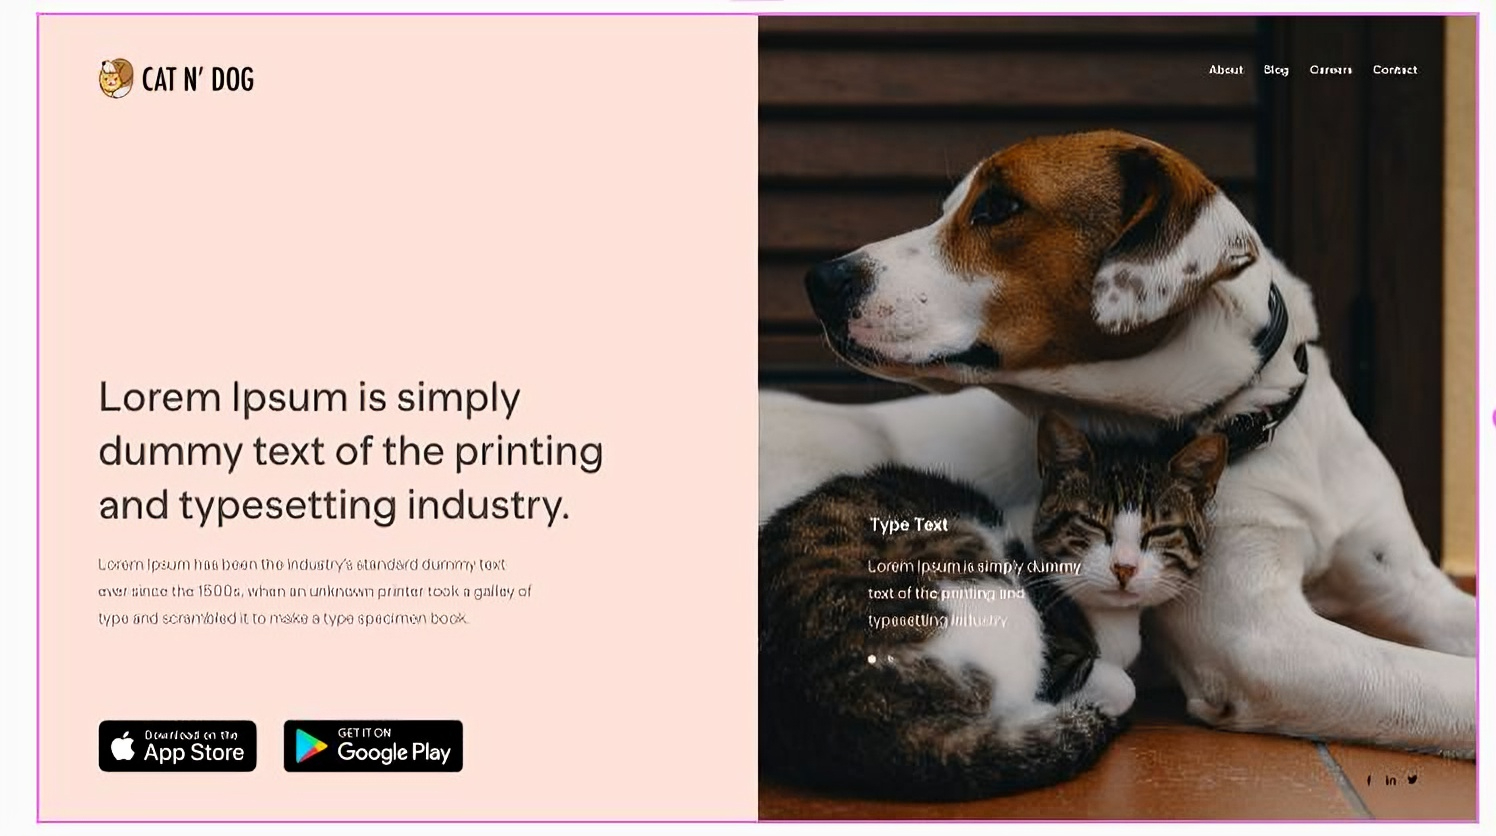 CAT N' DOG
About Blog Careers Contact
Lorem Ipsum is simply
dummy text of the printing
and typesetting industry.
Lorem Ipsum has been the industry's standard dummy text
ever since the 1500s, when an unknown printer took a galley of
type and scrambled it to make a type specimen book.
Type Text
Lorem Ipsum is simply dummy
text of the printing and
typesetting industry.
Download on the
App Store
GET IT ON
Google Play
f in